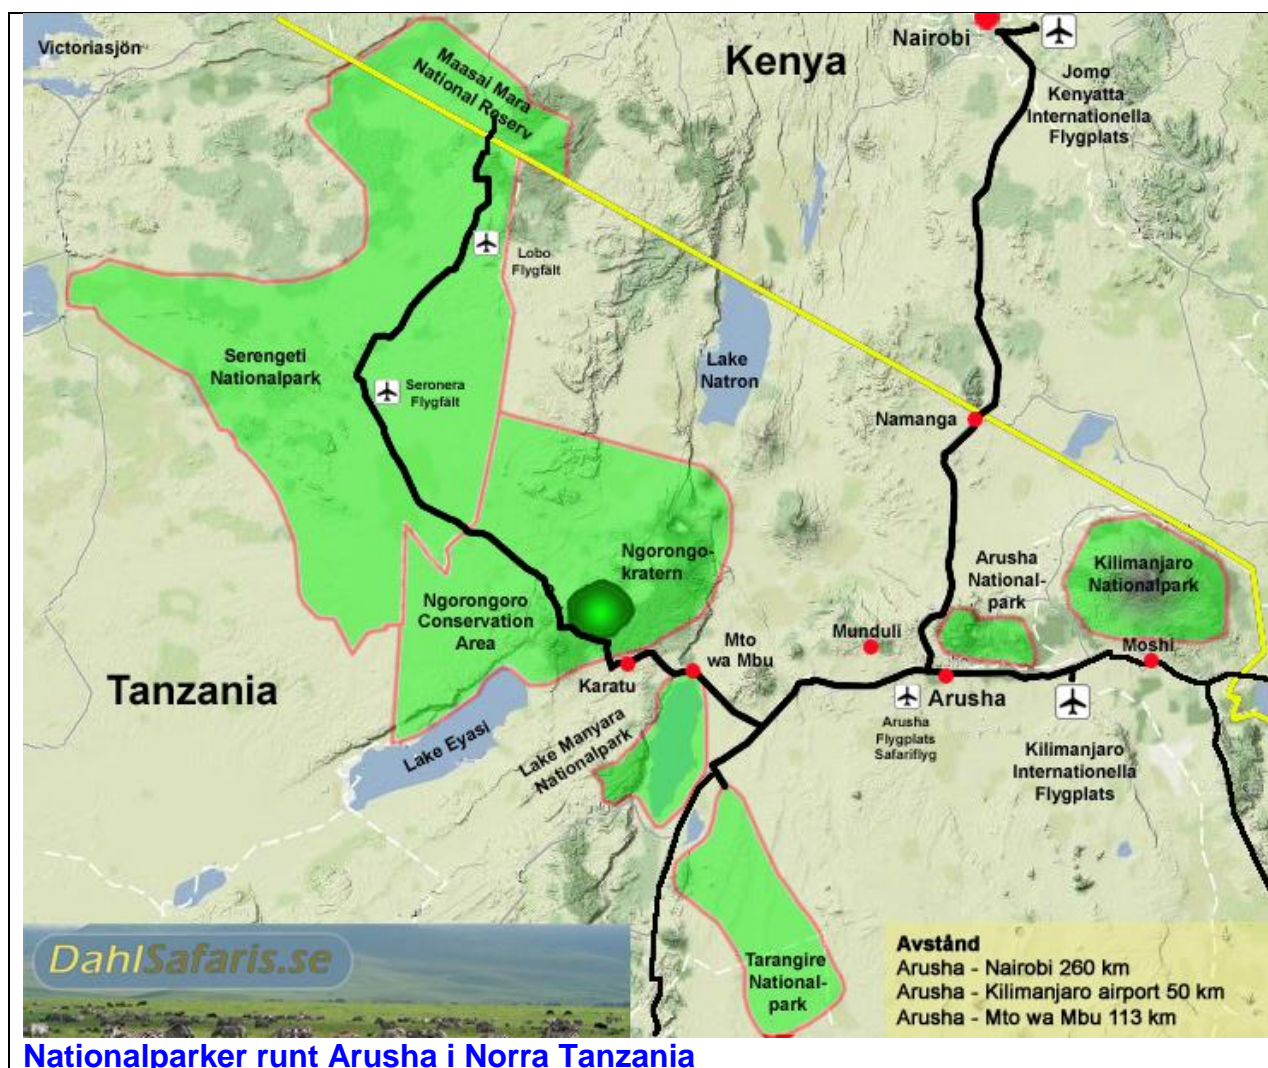 Victoriasjön
Kenya
Nairobi
Jomo
Kenyatta
Internationella
Flygplats
Maasai Mara
National Reserv
Lobo
Flygfält
Serengeti
Nationalpark
Seronera
Flygfält
Lake
Natron
Namanga
Ngorongo-
kratern
Arusha
National-
park
Kilimanjaro
Nationalpark
Ngorongoro
Conservation
Area
Munduli
Mto
wa Mbu
Moshi
Tanzania
Karatu
Arusha
Lake Eyasi
Lake Manyara
Nationalpark
Arusha
Flygplats
Safariflyg
Kilimanjaro
Internationella
Flygplats
Tarangire
National-
park
DahlSafaris.se
Avstånd
Arusha - Nairobi 260 km
Arusha - Kilimanjaro airport 50 km
Arusha - Mto wa Mbu 113 km
Nationalparker runt Arusha i Norra Tanzania